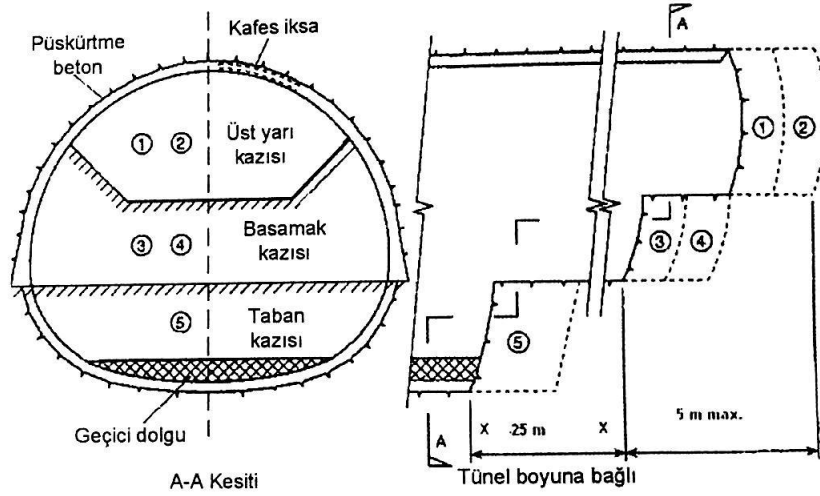 Püskürtme
beton
Kafes iksa
① ②
Üst yarı
kazısı
③ ④
Basamak
kazısı
⑤
Taban
kazısı
Geçici dolgu
A-A Kesiti
A
① ②
③ ④
⑤
A
x 25 m x
5 m max.
Tünel boyuna bağlı